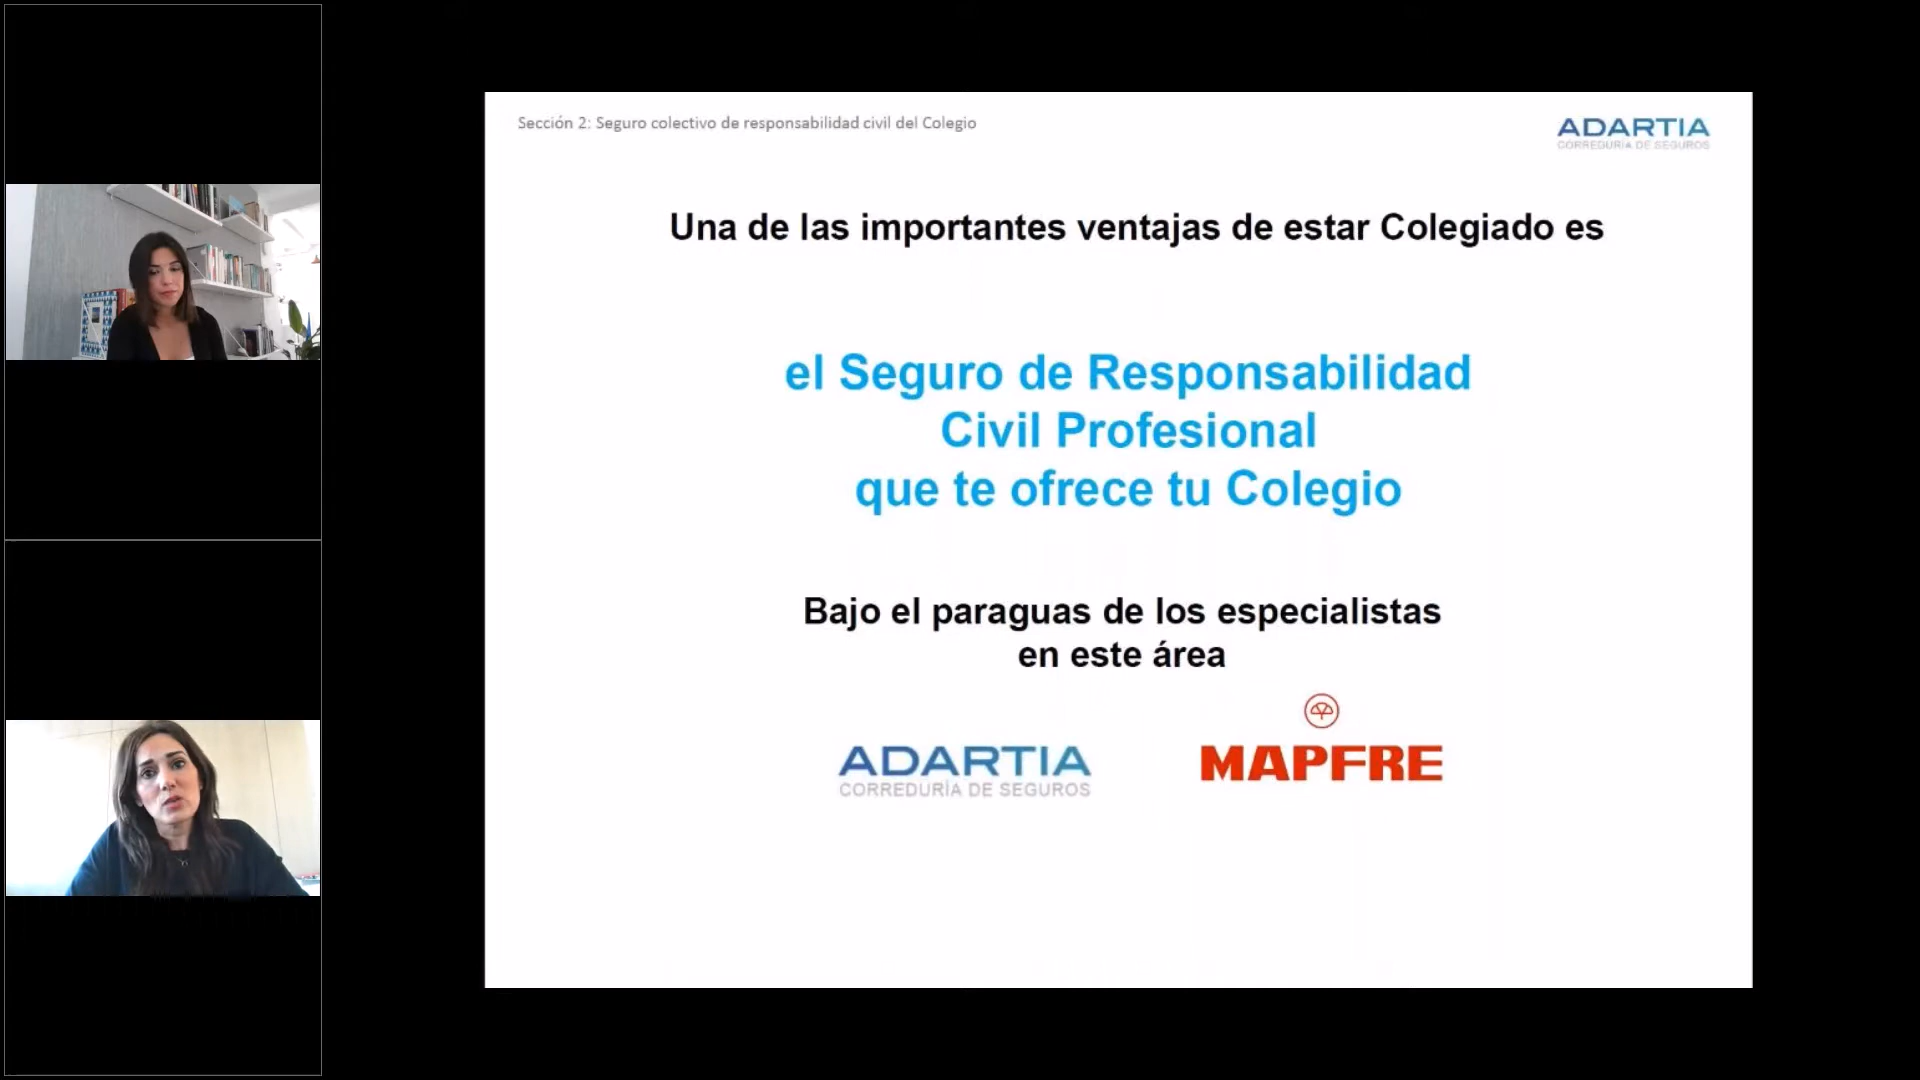 Sección 2: Seguro colectivo de responsabilidad civil del Colegio
ADARTIA
CORREDURÍA DE SEGUROS
Una de las importantes ventajas de estar Colegiado es
el Seguro de Responsabilidad
Civil Profesional
que te ofrece tu Colegio
Bajo el paraguas de los especialistas
en este área
ADARTIA
CORREDURÍA DE SEGUROS
MAPFRE